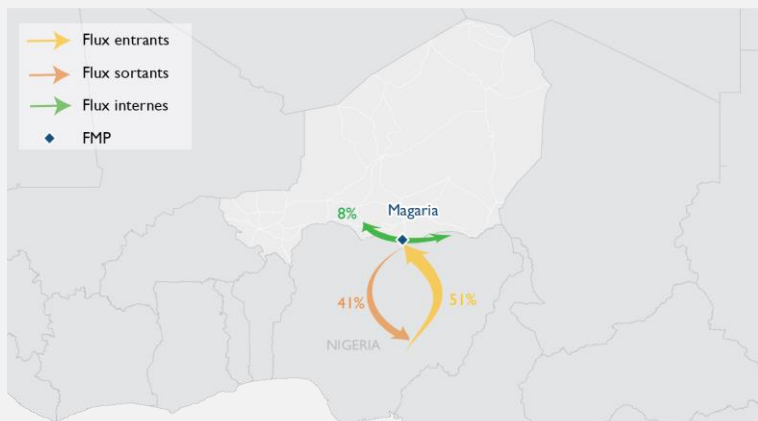 Flux entrants
Flux sortants
Flux internes
FMP
8%
Magaria
41%
51%
NIGERIA